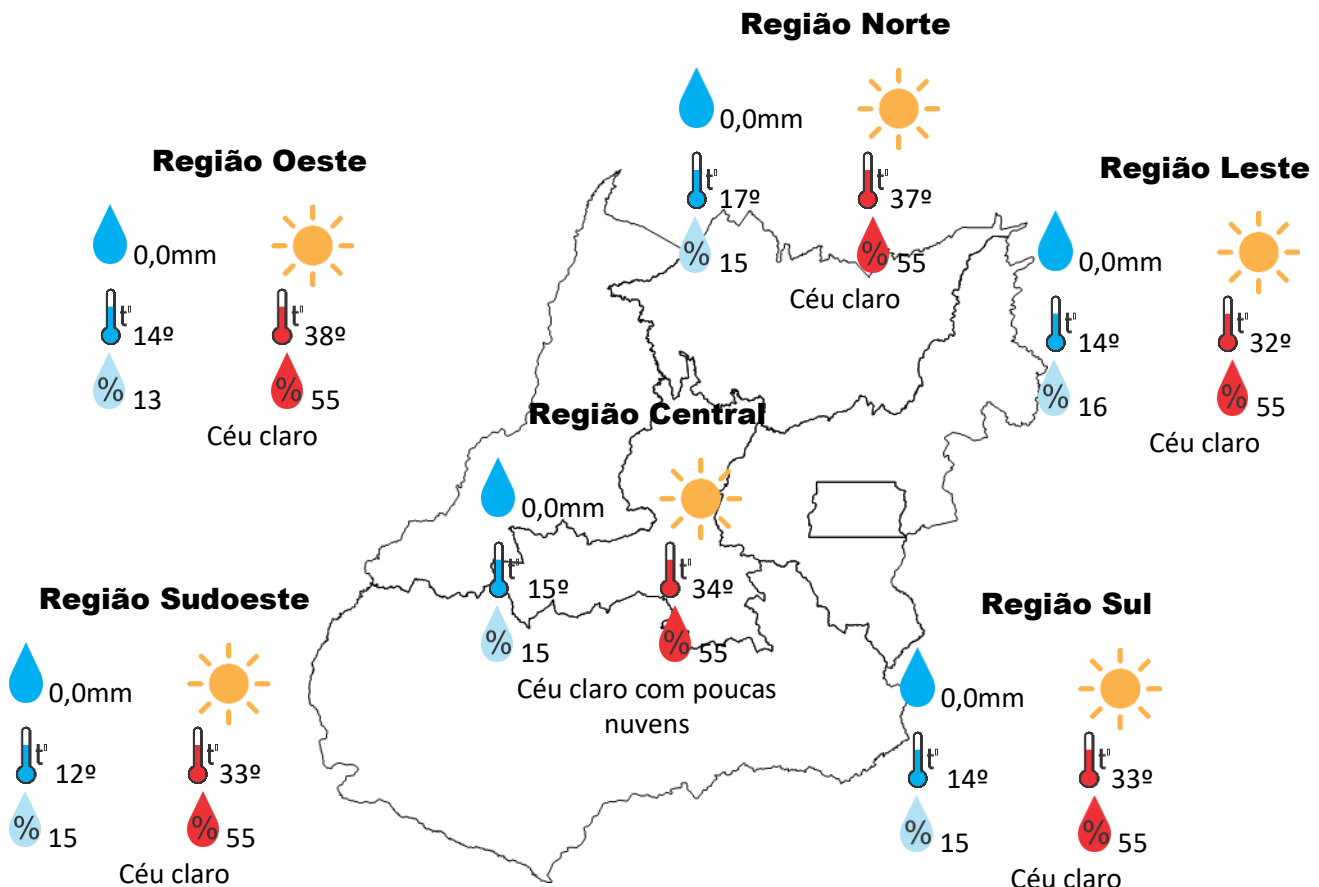 Região Norte
0,0mm
t°
17º
t°
37º
% 15
% 55
Céu claro
Região Oeste
0,0mm
t°
14º
t°
38º
% 13
% 55
Céu claro
Região Leste
0,0mm
t°
14º
t°
32º
% 16
% 55
Céu claro
Região Central
0,0mm
t°
15º
t°
34º
% 15
% 55
Céu claro com poucas
nuvens
Região Sudoeste
0,0mm
t°
12º
t°
33º
% 15
% 55
Céu claro
Região Sul
0,0mm
t°
14º
t°
33º
% 15
% 55
Céu claro